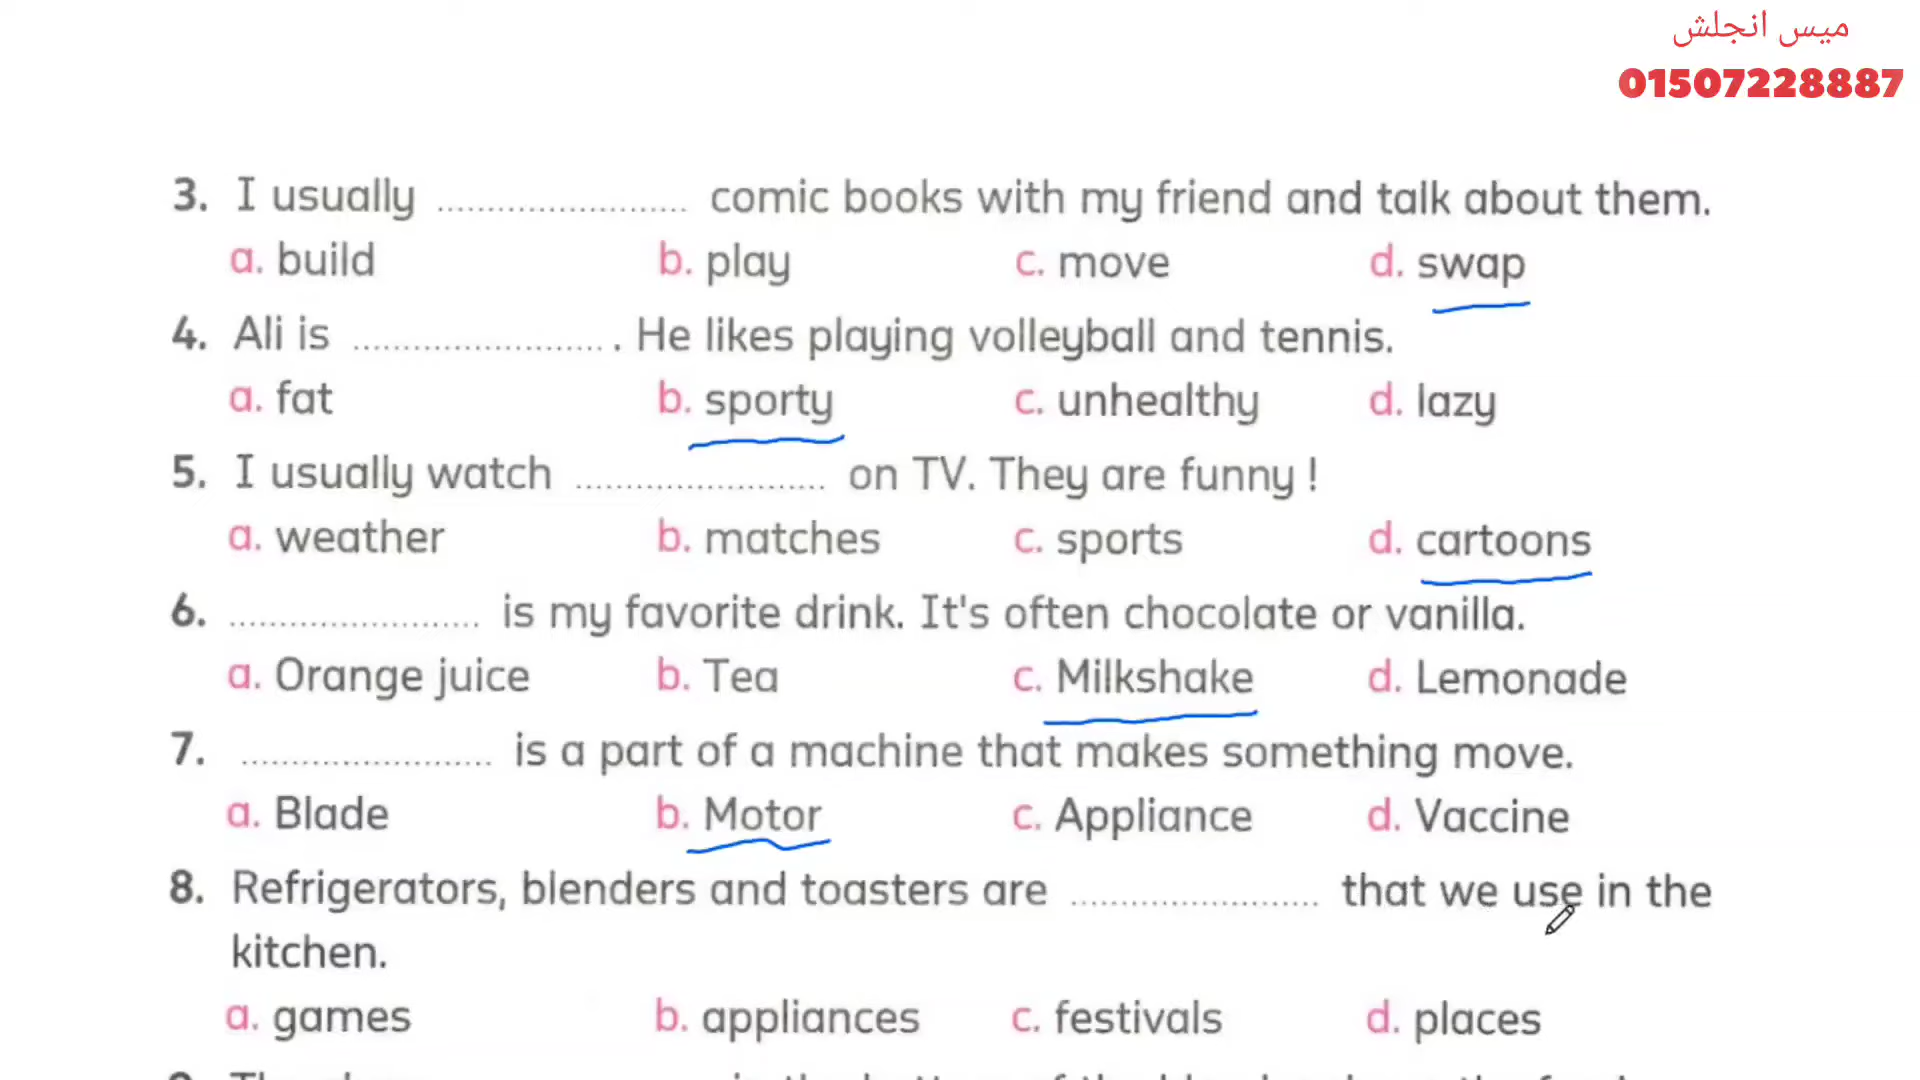 ميس انجلش
01507228887
3. I usually ........................ comic books with my friend and talk about them.
a. build b. play c. move d. swap
4. Ali is ........................ . He likes playing volleyball and tennis.
a. fat b. sporty c. unhealthy d. lazy
5. I usually watch ........................ on TV. They are funny !
a. weather b. matches c. sports d. cartoons
6. ........................ is my favorite drink. It's often chocolate or vanilla.
a. Orange juice b. Tea c. Milkshake d. Lemonade
7. ........................ is a part of a machine that makes something move.
a. Blade b. Motor c. Appliance d. Vaccine
8. Refrigerators, blenders and toasters are ........................ that we use in the
kitchen.
a. games b. appliances c. festivals d. places